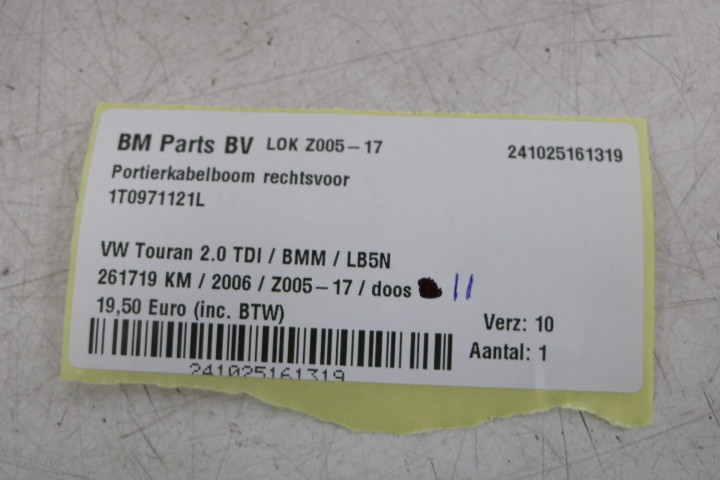 BM Parts BV LOK Z005-17 241025161319
Portierkabelboom rechtsvoor
1T0971121L
VW Touran 2.0 TDI / BMM / LB5N
261719 KM / 2006 / Z005-17 / doos 11
19,50 Euro (inc. BTW)
Verz: 10
Aantal: 1
241025161319